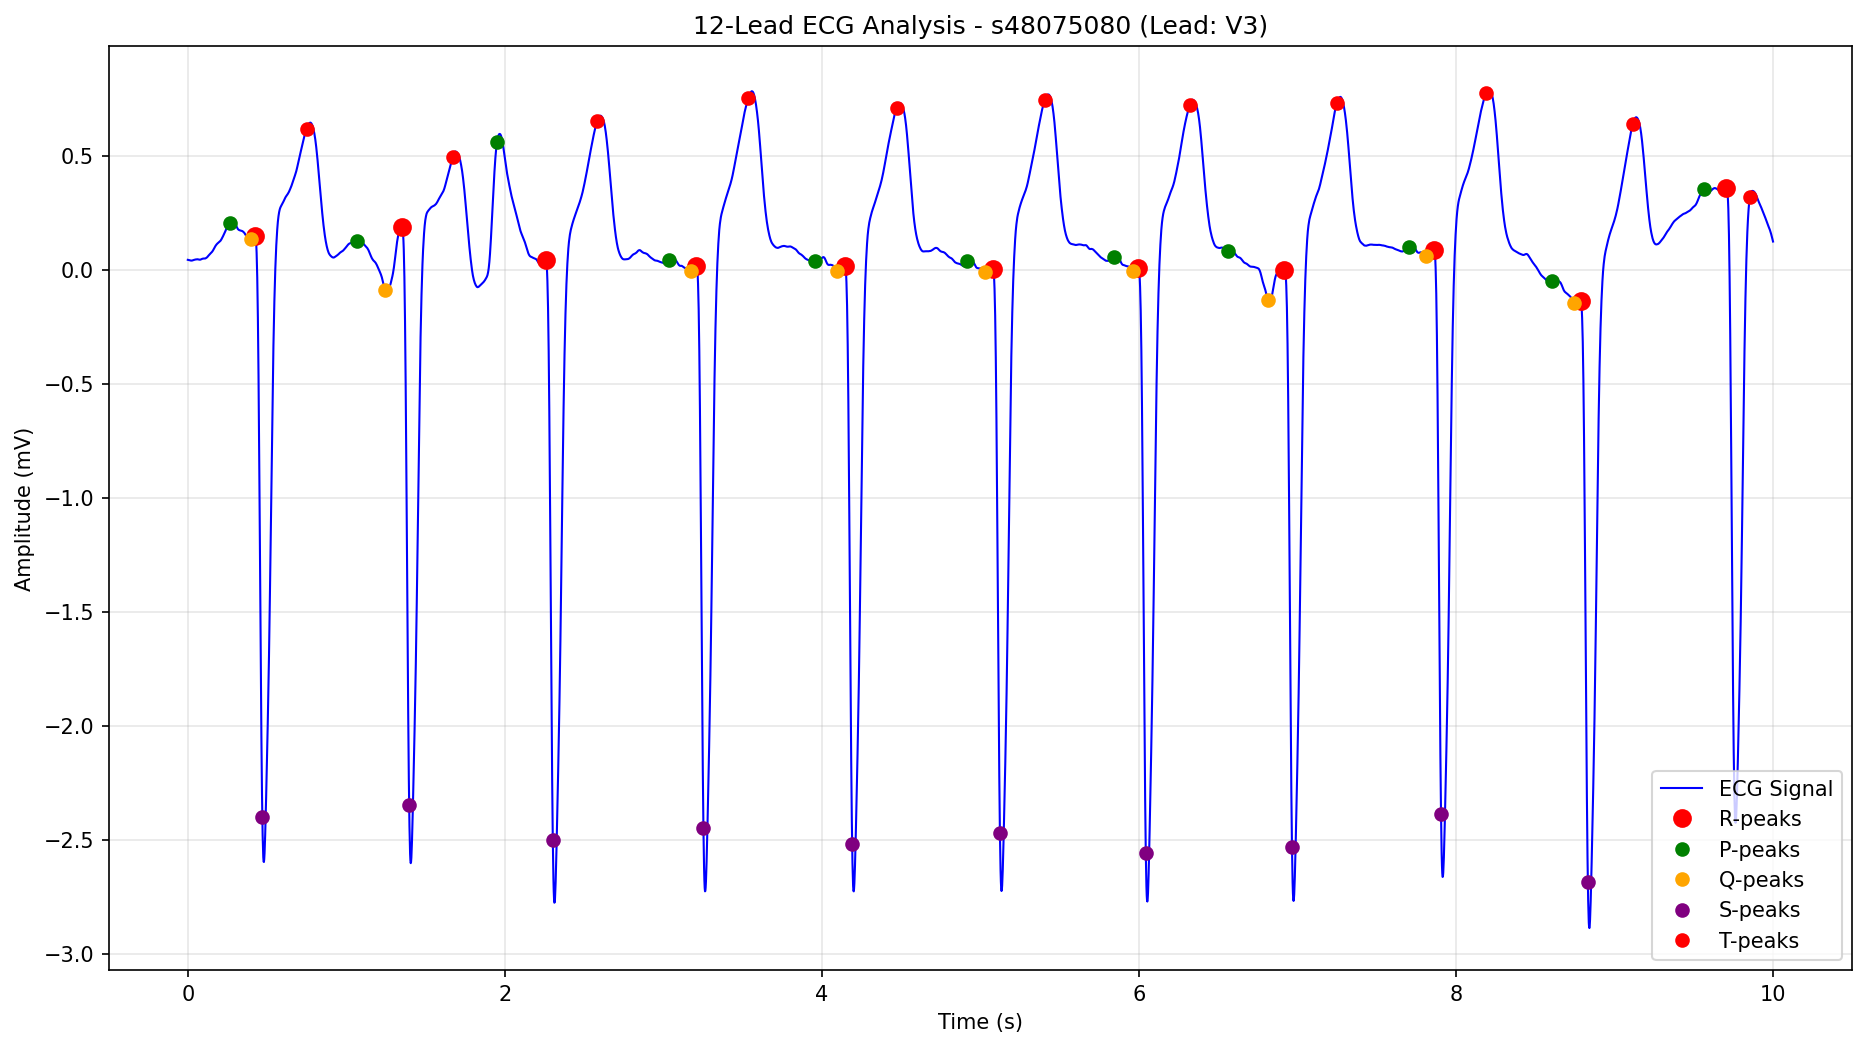 12-Lead ECG Analysis - s48075080 (Lead: V3)
Amplitude (mV)
0.5
0.0
−0.5
−1.0
−1.5
−2.0
−2.5
−3.0
0 2 4 6 8 10
Time (s)
ECG Signal
R-peaks
P-peaks
Q-peaks
S-peaks
T-peaks